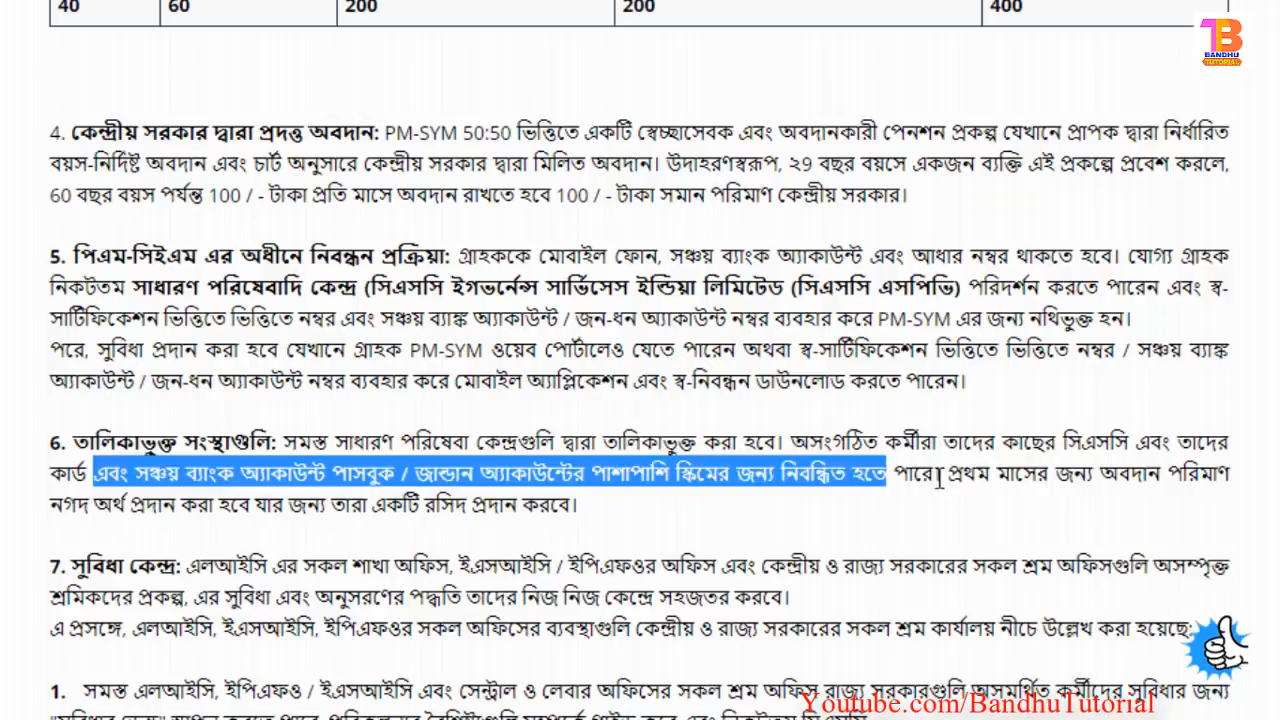 40 60 200 200 400
BANDHU
TUTORIAL
4. কেন্দ্রীয় সরকার দ্বারা প্রদত্ত অবদান: PM-SYM 50:50 ভিত্তিতে একটি স্বেচ্ছাসেবক এবং অবদানকারী পেনশন প্রকল্প যেখানে প্রাপক দ্বারা নির্ধারিত
বয়স-নির্দিষ্ট অবদান এবং চার্ট অনুসারে কেন্দ্রীয় সরকার দ্বারা মিলিত অবদান। উদাহরণস্বরূপ, ২9 বছর বয়সে একজন ব্যক্তি এই প্রকল্পে প্রবেশ করলে,
60 বছর বয়স পর্যন্ত 100 / - টাকা প্রতি মাসে অবদান রাখতে হবে 100 / - টাকা সমান পরিমাণ কেন্দ্রীয় সরকার।
5. পিএম-সিইএম এর অধীনে নিবন্ধন প্রক্রিয়া: গ্রাহককে মোবাইল ফোন, সঞ্চয় ব্যাংক অ্যাকাউন্ট এবং আধার নম্বর থাকতে হবে। যোগ্য গ্রাহক
নিকটতম সাধারণ পরিষেবাদি কেন্দ্র (সিএসসি ইগভর্নেন্স সার্ভিসেস ইন্ডিয়া লিমিটেড (সিএসসি এসপিভি) পরিদর্শন করতে পারেন এবং স্ব-
সার্টিফিকেশন ভিত্তিতে ভিত্তিতে নম্বর এবং সঞ্চয় ব্যাঙ্ক অ্যাকাউন্ট / জন-ধন অ্যাকাউন্ট নম্বর ব্যবহার করে PM-SYM এর জন্য নথিভুক্ত হন।
পরে, সুবিধা প্রদান করা হবে যেখানে গ্রাহক PM-SYM ওয়েব পোর্টালেও যেতে পারেন অথবা স্ব-সার্টিফিকেশন ভিত্তিতে ভিত্তিতে নম্বর / সঞ্চয় ব্যাঙ্ক
অ্যাকাউন্ট / জন-ধন অ্যাকাউন্ট নম্বর ব্যবহার করে মোবাইল অ্যাপ্লিকেশন এবং স্ব-নিবন্ধন ডাউনলোড করতে পারেন।
6. তালিকাভুক্ত সংস্থাগুলি: সমস্ত সাধারণ পরিষেবা কেন্দ্রগুলি দ্বারা তালিকাভুক্ত করা হবে। অসংগঠিত কর্মীরা তাদের কাছের সিএসসি এবং তাদের
কার্ড এবং সঞ্চয় ব্যাংক অ্যাকাউন্ট পাসবুক / জান্ডান অ্যাকাউন্টের পাশাপাশি স্কিমের জন্য নিবন্ধিত হতে পারে। প্রথম মাসের জন্য অবদান পরিমাণ
নগদ অর্থ প্রদান করা হবে যার জন্য তারা একটি রসিদ প্রদান করবে।
7. সুবিধা কেন্দ্র: এলআইসি এর সকল শাখা অফিস, ইএসআইসি / ইপিএফওর অফিস এবং কেন্দ্রীয় ও রাজ্য সরকারের সকল শ্রম অফিসগুলি অসম্পৃক্ত
শ্রমিকদের প্রকল্প, এর সুবিধা এবং অনুসরণের পদ্ধতি তাদের নিজ নিজ কেন্দ্রে সহজতর করবে।
এ প্রসঙ্গে, এলআইসি, ইএসআইসি, ইপিএফওর সকল অফিসের ব্যবস্থাগুলি কেন্দ্রীয় ও রাজ্য সরকারের সকল শ্রম কার্যালয় নীচে উল্লেখ করা হয়েছে:
1. সমস্ত এলআইসি, ইপিএফও / ইএসআইসি এবং সেন্ট্রাল ও লেবার অফিসের সকল শ্রম অফিস রাজ্য সরকারগুলি অসমর্থিত কর্মীদের সুবিধার জন্য
Youtube.com/BandhuTutorial